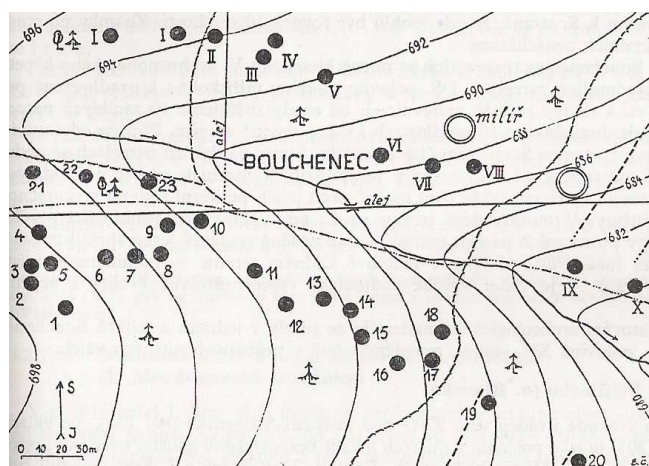 696
I
I
II
694
III
IV
V
692
690
milíř
688
686
684
682
680
alej
BOUCHENEC
VI
VII
VIII
alej
21
22
23
4
3
2
5
1
6
7
8
9
10
11
12
13
14
15
16
17
18
19
20
IX
X
698
S
J
0 10 20 30m